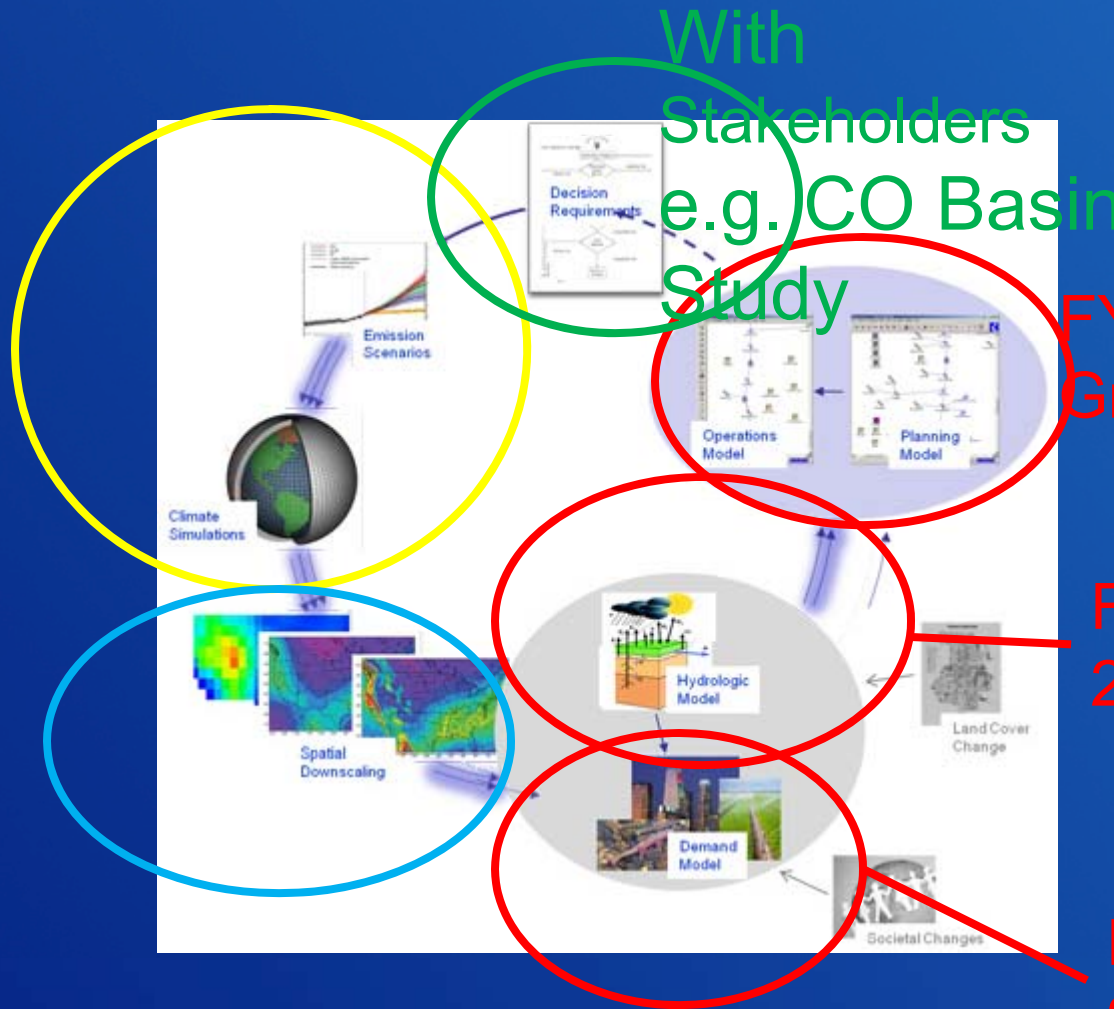 With
Stakeholders
e.g. CO Basin
Study
Decision
Requirements
Emission
Scenarios
Operations
Model
Planning
Model
Climate
Simulations
Hydrologic
Model
Land Cover
Change
Spatial
Downscaling
Demand
Model
Societal Changes